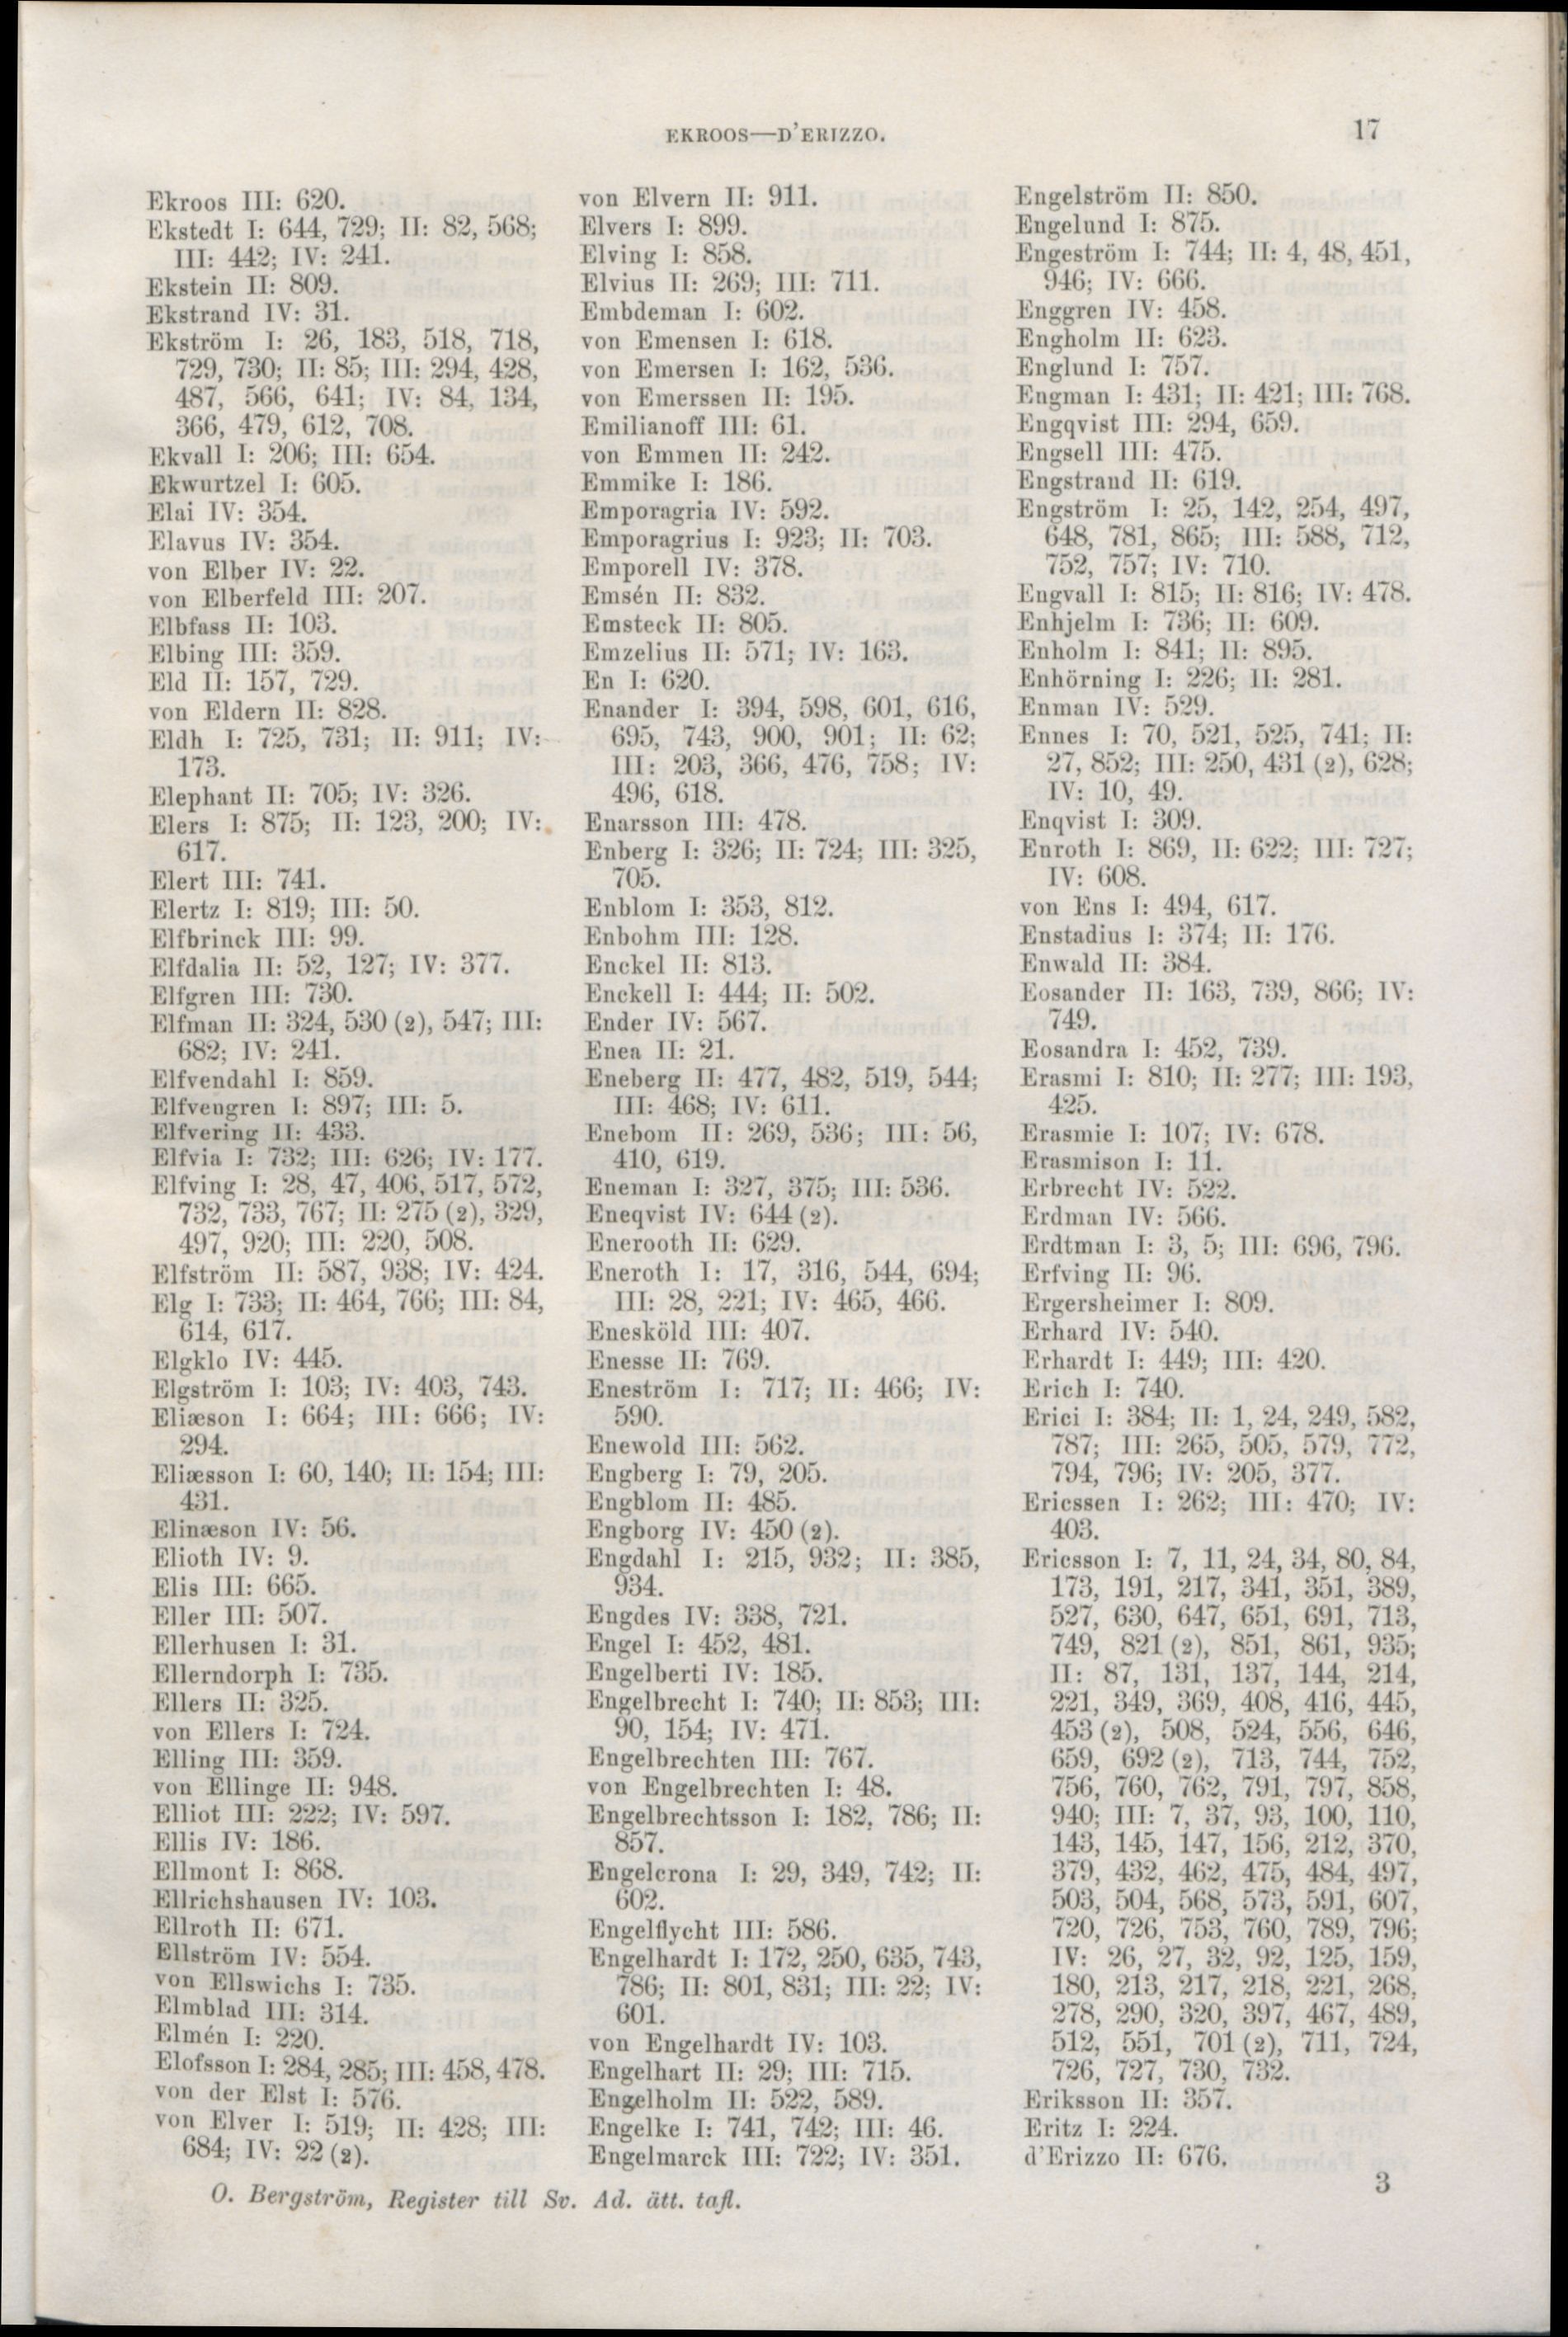 EKROOS—D'ERIZZO.
17
Ekroos III: 620.
Ekstedt I: 644, 729; II: 82, 568;
III: 442; IV: 241.
Ekstein II: 809.
Ekstrand IV: 31.
Ekström I: 26, 183, 518, 718,
729, 730; II: 85; III: 294, 428,
487, 566, 641; IV: 84, 134,
366, 479, 612, 708.
Ekvall I: 206; III: 654.
Ekwurtzel I: 605.
Elai IV: 354.
Elavus IV: 354.
von Elber IV: 22.
von Elberfeld III: 207.
Elbfass II: 103.
Elbing III: 359.
Eld II: 157, 729.
von Eldern II: 828.
Eldh I: 725, 731; II: 911; IV:
173.
Elephant II: 705; IV: 326.
Elers I: 875; II: 123, 200; IV:
617.
Elert III: 741.
Elertz I: 819; III: 50.
Elfbrinck III: 99.
Elfdalia II: 52, 127; IV: 377.
Elfgren III: 730.
Elfman II: 324, 530 (2), 547; III:
682; IV: 241.
Elfvendahl I: 859.
Elfvengren I: 897; III: 5.
Elfvering II: 433.
Elfvia I: 732; III: 626; IV: 177.
Elfving I: 28, 47, 406, 517, 572,
732, 733, 767; II: 275 (2), 329,
497, 920; III: 220, 508.
Elfström II: 587, 938; IV: 424.
Elg I: 733; II: 464, 766; III: 84,
614, 617.
Elgklo IV: 445.
Elgström I: 103; IV: 403, 743.
Eliæson I: 664; III: 666; IV:
294.
Eliæsson I: 60, 140; II: 154; III:
431.
Elinæson IV: 56.
Elioth IV: 9.
Elis III: 665.
Eller III: 507.
Ellerhusen I: 31.
Ellerndorph I: 735.
Ellers II: 325.
von Ellers I: 724.
Elling III: 359.
von Ellinge II: 948.
Elliot III: 222; IV: 597.
Ellis IV: 186.
Ellmont I: 868.
Ellrichshausen IV: 103.
Ellroth II: 671.
Ellström IV: 554.
von Ellswichs I: 735.
Elmblad III: 314.
Elmén I: 220.
Elofsson I: 284, 285; III: 458, 478.
von der Elst I: 576.
von Elver I: 519; II: 428; III:
684; IV: 22 (2).
von Elvern II: 911.
Elvers I: 899.
Elving I: 858.
Elvius II: 269; III: 711.
Embdeman I: 602.
von Emensen I: 618.
von Emersen I: 162, 536.
von Emerssen II: 195.
Emilianoff III: 61.
von Emmen II: 242.
Emmike I: 186.
Emporagria IV: 592.
Emporagrius I: 923; II: 703.
Emporell IV: 378.
Emsén II: 832.
Emsteck II: 805.
Emzelius II: 571; IV: 163.
En I: 620.
Enander I: 394, 598, 601, 616,
695, 743, 900, 901; II: 62;
III: 203, 366, 476, 758; IV:
496, 618.
Enarsson III: 478.
Enberg I: 326; II: 724; III: 325,
705.
Enblom I: 353, 812.
Enbohm III: 128.
Enckel II: 813.
Enckell I: 444; II: 502.
Ender IV: 567.
Enea II: 21.
Eneberg II: 477, 482, 519, 544;
III: 468; IV: 611.
Enebom II: 269, 536; III: 56,
410, 619.
Eneman I: 327, 375; III: 536.
Eneqvist IV: 644 (2).
Enerooth II: 629.
Eneroth I: 17, 316, 544, 694;
III: 28, 221; IV: 465, 466.
Enesköld III: 407.
Enesse II: 769.
Eneström I: 717; II: 466; IV:
590.
Enewold III: 562.
Engberg I: 79, 205.
Engblom II: 485.
Engborg IV: 450 (2).
Engdahl I: 215, 932; II: 385,
934.
Engdes IV: 338, 721.
Engel I: 452, 481.
Engelberti IV: 185.
Engelbrecht I: 740; II: 853; III:
90, 154; IV: 471.
Engelbrechten III: 767.
von Engelbrechten I: 48.
Engelbrechtsson I: 182, 786; II:
857.
Engelcrona I: 29, 349, 742; II:
602.
Engelflycht III: 586.
Engelhardt I: 172, 250, 635, 743,
786; II: 801, 831; III: 22; IV:
601.
von Engelhardt IV: 103.
Engelhart II: 29; III: 715.
Engelholm II: 522, 589.
Engelke I: 741, 742; III: 46.
Engelmarck III: 722; IV: 351.
Engelström II: 850.
Engelund I: 875.
Engeström I: 744; II: 4, 48, 451,
946; IV: 666.
Enggren IV: 458.
Engholm II: 623.
Englund I: 757.
Engman I: 431; II: 421; III: 768.
Engqvist III: 294, 659.
Engsell III: 475.
Engstrand II: 619.
Engström I: 25, 142, 254, 497,
648, 781, 865; III: 588, 712,
752, 757; IV: 710.
Engvall I: 815; II: 816; IV: 478.
Enhjelm I: 736; II: 609.
Enholm I: 841; II: 895.
Enhörning I: 226; II: 281.
Enman IV: 529.
Ennes I: 70, 521, 525, 741; II:
27, 852; III: 250, 431 (2), 628;
IV: 10, 49.
Enqvist I: 309.
Enroth I: 869, II: 622; III: 727;
IV: 608.
von Ens I: 494, 617.
Enstadius I: 374; II: 176.
Enwald II: 384.
Eosander II: 163, 739, 866; IV:
749.
Eosandra I: 452, 739.
Erasmi I: 810; II: 277; III: 193,
425.
Erasmie I: 107; IV: 678.
Erasmison I: 11.
Erbrecht IV: 522.
Erdman IV: 566.
Erdtman I: 3, 5; III: 696, 796.
Erfving II: 96.
Ergersheimer I: 809.
Erhard IV: 540.
Erhardt I: 449; III: 420.
Erich I: 740.
Erici I: 384; II: 1, 24, 249, 582,
787; III: 265, 505, 579, 772,
794, 796; IV: 205, 377.
Ericssen I: 262; III: 470; IV:
403.
Ericsson I: 7, 11, 24, 34, 80, 84,
173, 191, 217, 341, 351, 389,
527, 630, 647, 651, 691, 713,
749, 821 (2), 851, 861, 935;
II: 87, 131, 137, 144, 214,
221, 349, 369, 408, 416, 445,
453 (2), 508, 524, 556, 646,
659, 692 (2), 713, 744, 752,
756, 760, 762, 791, 797, 858,
940; III: 7, 37, 93, 100, 110,
143, 145, 147, 156, 212, 370,
379, 432, 462, 475, 484, 497,
503, 504, 568, 573, 591, 607,
720, 726, 753, 760, 789, 796;
IV: 26, 27, 32, 92, 125, 159,
180, 213, 217, 218, 221, 268,
278, 290, 320, 397, 467, 489,
512, 551, 701 (2), 711, 724,
726, 727, 730, 732.
Eriksson II: 357.
Eritz I: 224.
d'Erizzo II: 676.
O. Bergström, Register till Sv. Ad. ätt. tafl.
3